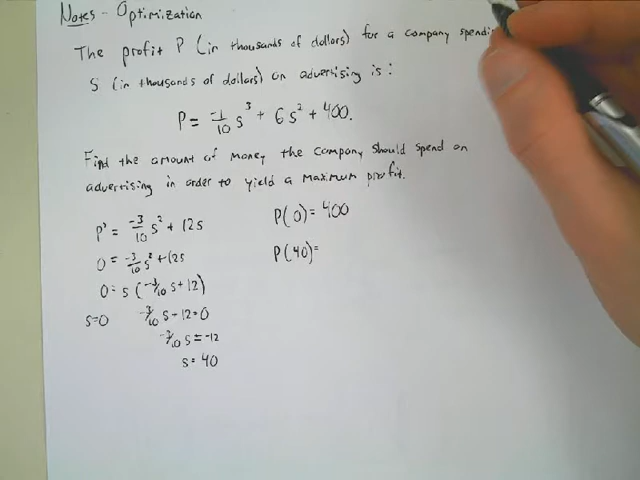 Notes - Optimization
The profit P (in thousands of dollars) for a company spending
S (in thousands of dollars) on advertising is:
P = -1/10 s³ + 6s² + 400.
Find the amount of money the company should spend on
advertising in order to yield a maximum profit.
P' = -3/10 s² + 12s
0 = -3/10 s² + 12s
0 = s (-3/10 s + 12)
s=0 -3/10 s + 12 = 0
-3/10 s = -12
s = 40
P(0) = 400
P(40) =